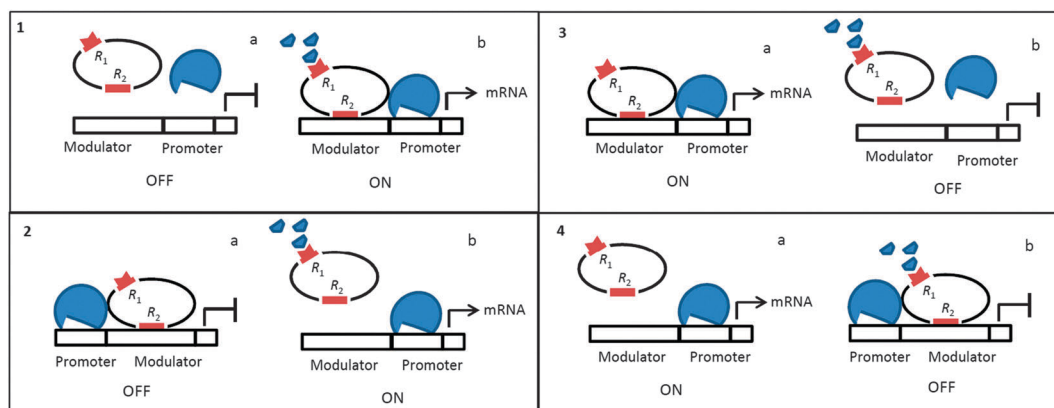 1
a
R1
R2
Modulator
Promoter
OFF
b
R1
R2
mRNA
Modulator
Promoter
ON
3
a
R1
R2
mRNA
Modulator
Promoter
ON
b
R1
R2
Modulator
Promoter
OFF
2
a
R1
R2
Promoter
Modulator
OFF
b
R1
R2
mRNA
Modulator
Promoter
ON
4
a
R1
R2
mRNA
Modulator
Promoter
ON
b
R1
R2
Promoter
Modulator
OFF